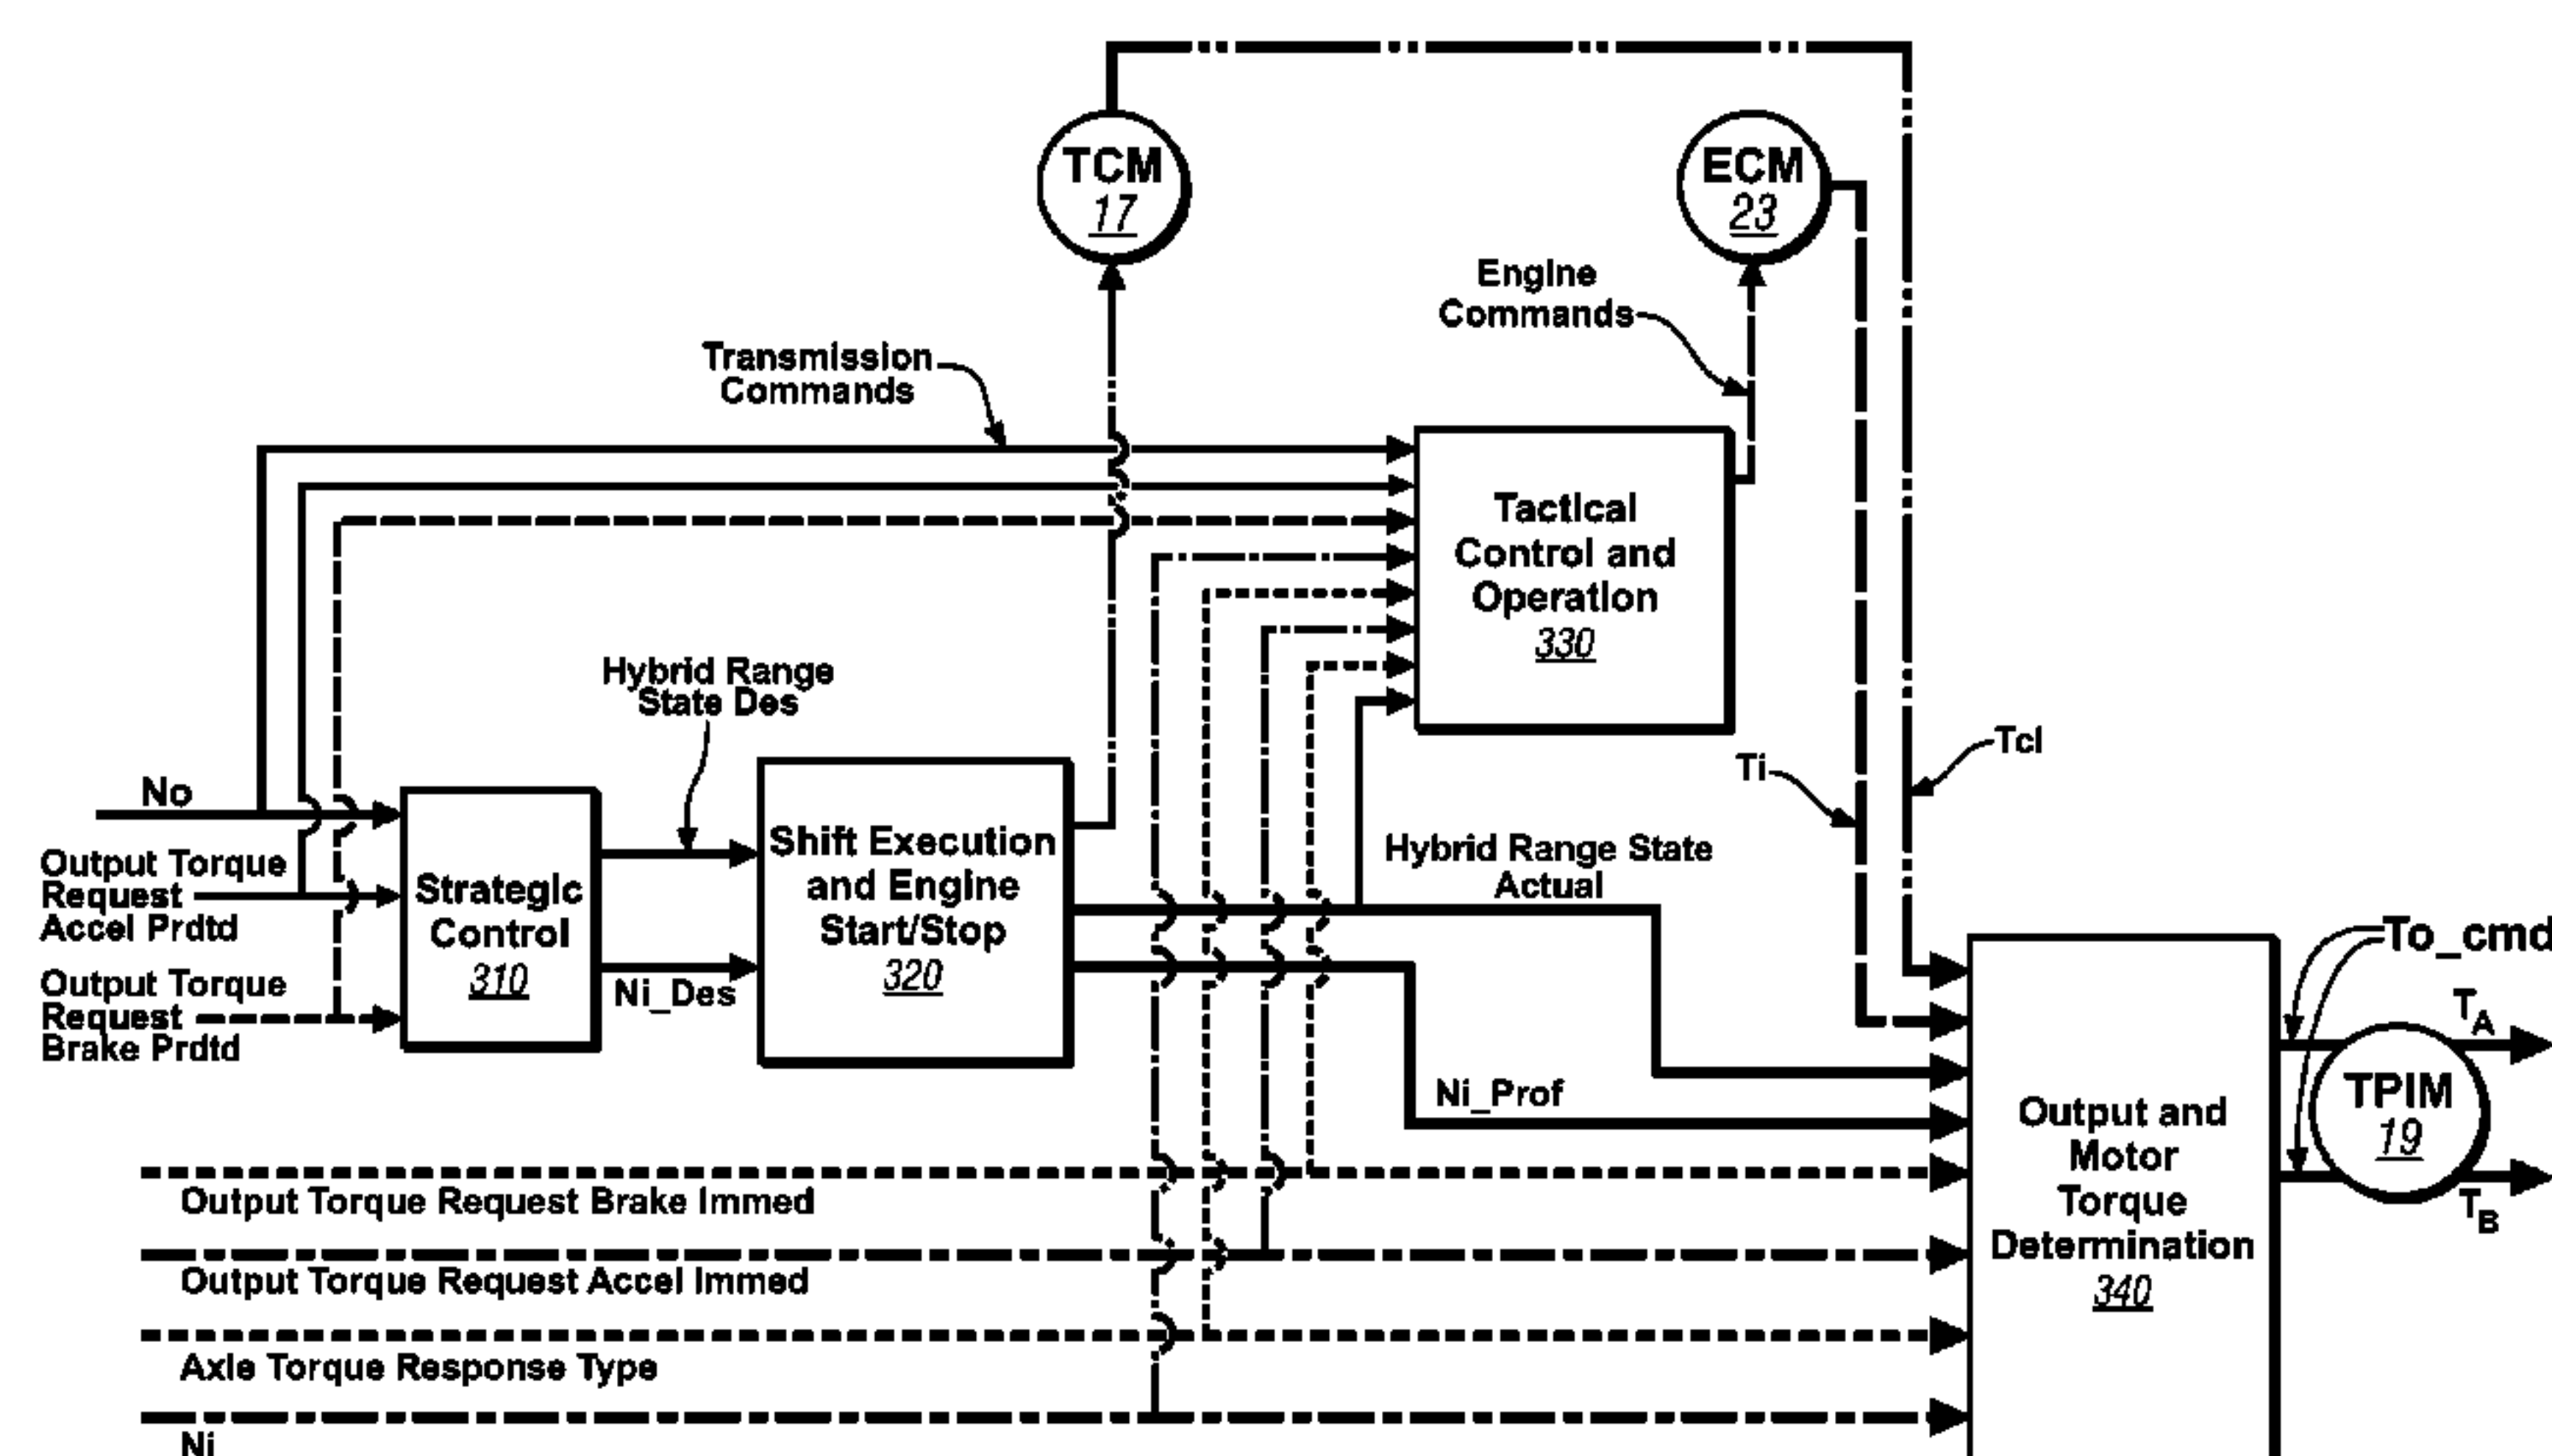 TCM
17
ECM
23
Engine
Commands
Transmission
Commands
Tactical
Control and
Operation
330
Hybrid Range
State Des
No
Output Torque
Request
Accel Prdtd
Output Torque
Request
Brake Prdtd
Strategic
Control
310
Ni_Des
Shift Execution
and Engine
Start/Stop
320
Ti
Tcl
Hybrid Range State
Actual
Ni_Prof
To_cmd
TA
TPIM
19
TB
Output and
Motor
Torque
Determination
340
Output Torque Request Brake Immed
Output Torque Request Accel Immed
Axle Torque Response Type
Ni